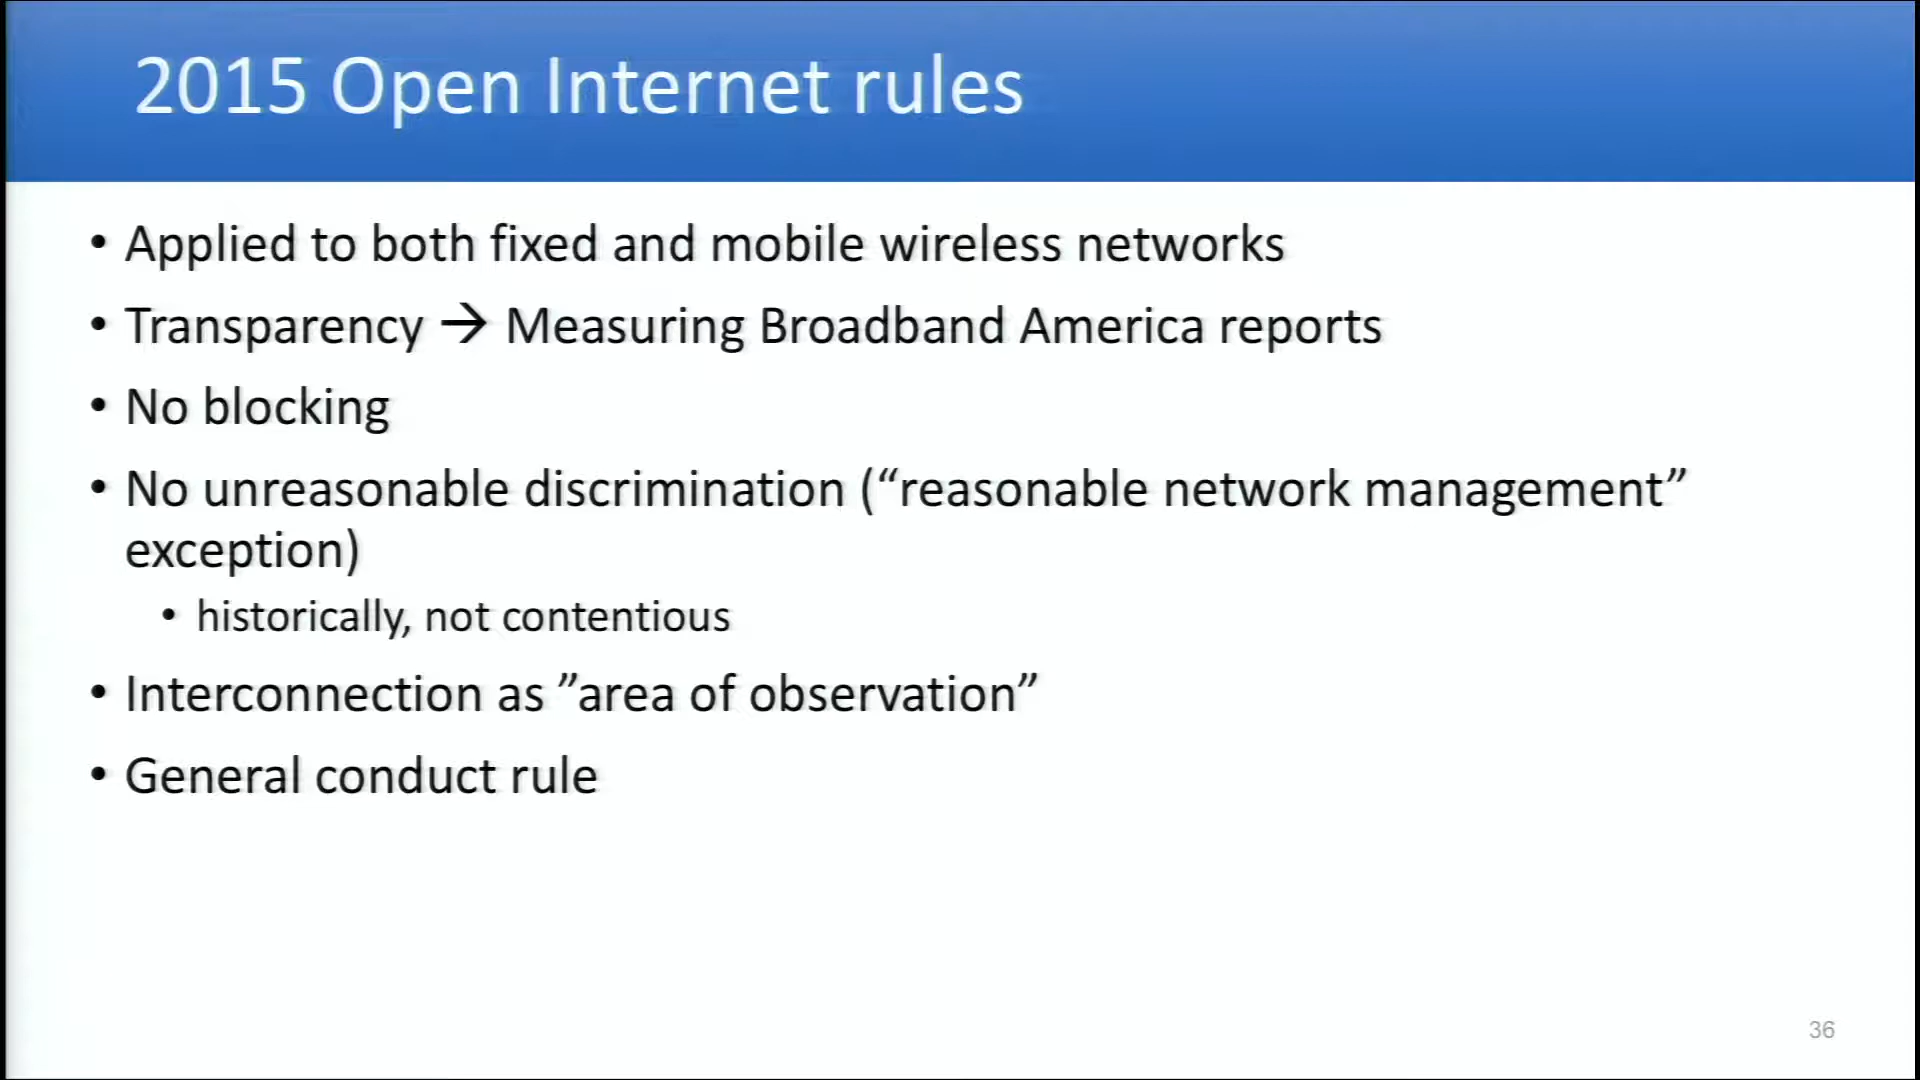 2015 Open Internet rules
• Applied to both fixed and mobile wireless networks
• Transparency → Measuring Broadband America reports
• No blocking
• No unreasonable discrimination (“reasonable network management”
exception)
• historically, not contentious
• Interconnection as ”area of observation”
• General conduct rule
36